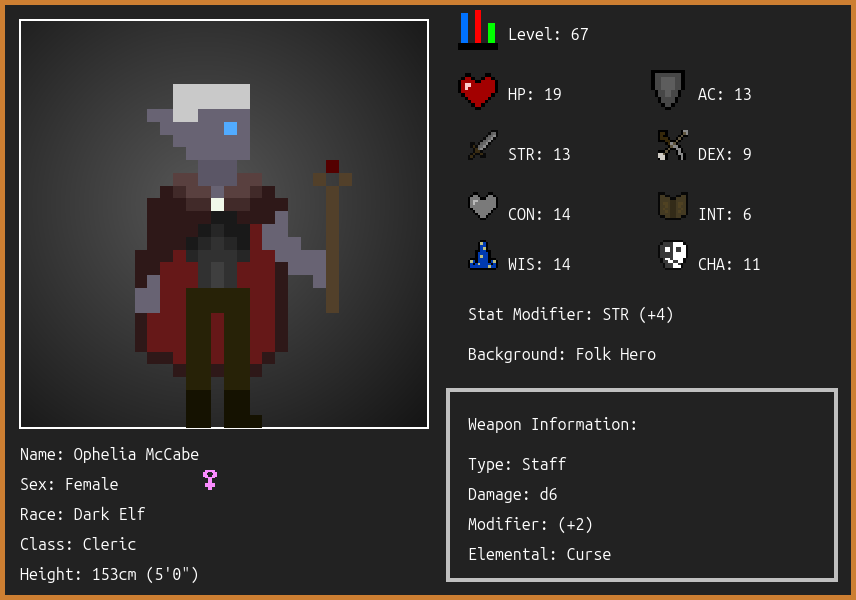 Level: 67
HP: 19
AC: 13
STR: 13
DEX: 9
CON: 14
INT: 6
WIS: 14
CHA: 11
Stat Modifier: STR (+4)
Background: Folk Hero
Weapon Information:
Type: Staff
Damage: d6
Modifier: (+2)
Elemental: Curse
Name: Ophelia McCabe
Sex: Female
Race: Dark Elf
Class: Cleric
Height: 153cm (5'0")